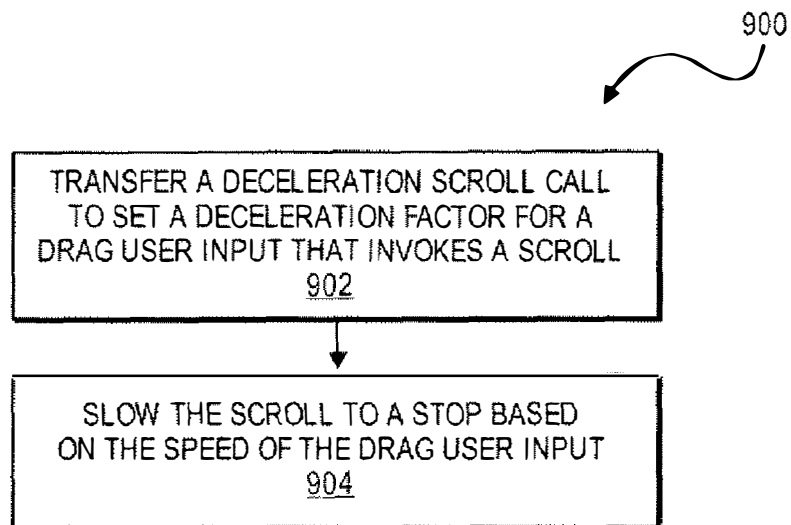 900
TRANSFER A DECELERATION SCROLL CALL
TO SET A DECELERATION FACTOR FOR A
DRAG USER INPUT THAT INVOKES A SCROLL
902
SLOW THE SCROLL TO A STOP BASED
ON THE SPEED OF THE DRAG USER INPUT
904